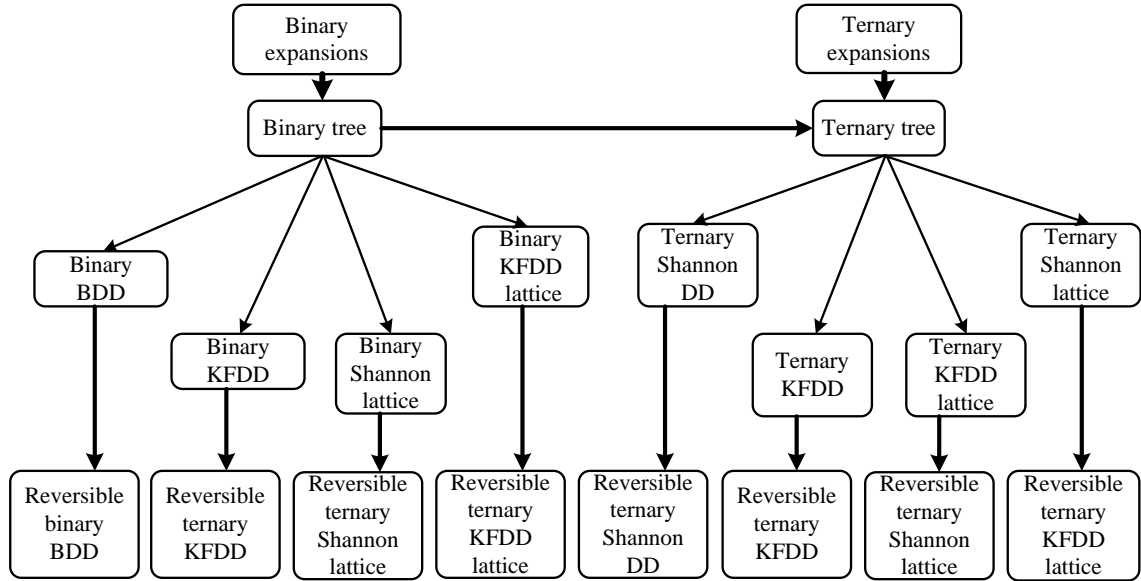 Binary
expansions
Ternary
expansions
Binary tree
Ternary tree
Binary
BDD
Binary
KFDD
lattice
Ternary
Shannon
DD
Ternary
Shannon
lattice
Binary
KFDD
Binary
Shannon
lattice
Ternary
KFDD
Ternary
KFDD
lattice
Reversible
binary
BDD
Reversible
ternary
KFDD
Reversible
ternary
Shannon
lattice
Reversible
ternary
KFDD
lattice
Reversible
ternary
Shannon
DD
Reversible
ternary
KFDD
Reversible
ternary
Shannon
lattice
Reversible
ternary
KFDD
lattice